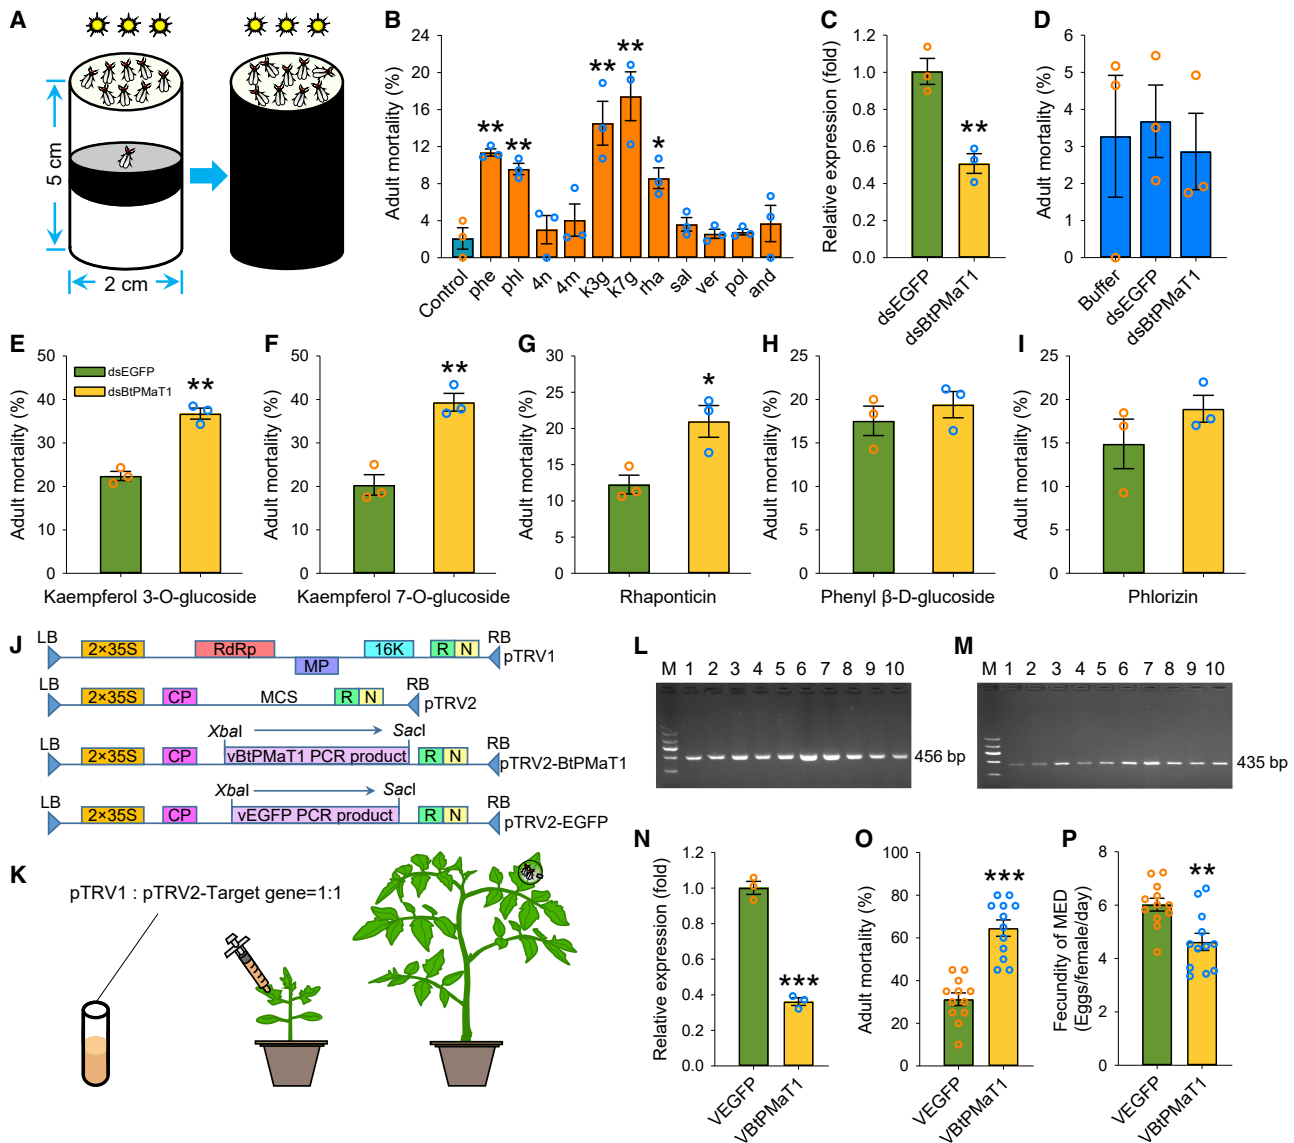 A
5 cm
2 cm
B
Adult mortality (%)
24
20
16
12
8
4
0
** ** ** ** *
Control phe phl 4n 4m k3g k7g rha sal ver pol and
C
Relative expression (fold)
1.2
0.9
0.6
0.3
0
**
dsEGFP dsBtPMaT1
D
Adult mortality (%)
6
5
4
3
2
1
0
Buffer dsEGFP dsBtPMaT1
E
Adult mortality (%)
50
40
30
20
10
0
dsEGFP
dsBtPMaT1
**
Kaempferol 3-O-glucoside
F
Adult mortality (%)
50
40
30
20
10
0
**
Kaempferol 7-O-glucoside
G
Adult mortality (%)
30
25
20
15
10
5
0
*
Rhaponticin
H
Adult mortality (%)
25
20
15
10
5
0
Phenyl β-D-glucoside
I
Adult mortality (%)
25
20
15
10
5
0
Phlorizin
J
LB 2×35S RdRp MP 16K R N RB pTRV1
LB 2×35S CP MCS R N RB pTRV2
XbaI SacI
LB 2×35S CP vBtPMaT1 PCR product R N RB pTRV2-BtPMaT1
XbaI SacI
LB 2×35S CP vEGFP PCR product R N RB pTRV2-EGFP
K
pTRV1 : pTRV2-Target gene=1:1
L
M 1 2 3 4 5 6 7 8 9 10
456 bp
M
M 1 2 3 4 5 6 7 8 9 10
435 bp
N
Relative expression (fold)
1.2
1.0
0.8
0.6
0.4
0.2
0.0
***
VEGFP VBtPMaT1
O
Adult mortality (%)
100
80
60
40
20
0
***
VEGFP VBtPMaT1
P
Fecundity of MED
(Eggs/female/day)
8
6
4
2
0
**
VEGFP VBtPMaT1